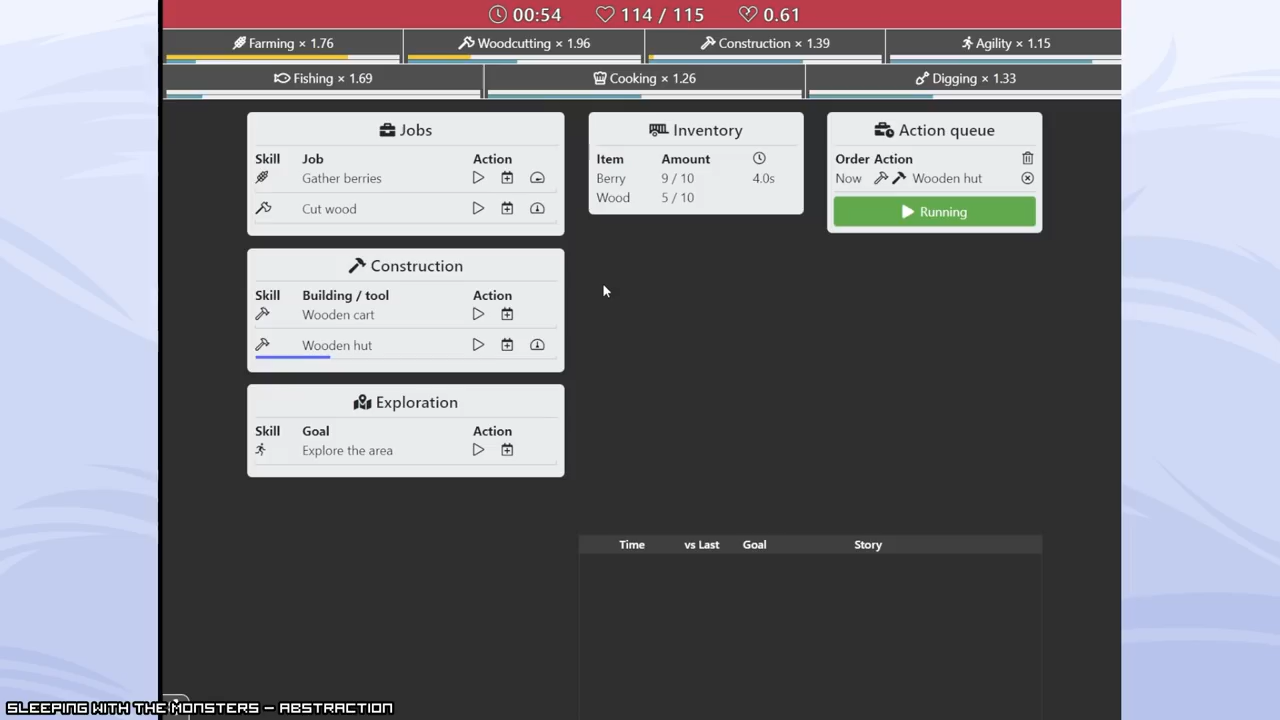 00:54 114 / 115 0.61
Farming × 1.76 Woodcutting × 1.96 Construction × 1.39 Agility × 1.15
Fishing × 1.69 Cooking × 1.26 Digging × 1.33
Jobs
Skill Job Action
Gather berries
Cut wood
Construction
Skill Building / tool Action
Wooden cart
Wooden hut
Exploration
Skill Goal Action
Explore the area
Inventory
Item Amount
Berry 9 / 10 4.0s
Wood 5 / 10
Action queue
Order Action
Now Wooden hut
Running
Time vs Last Goal Story
SLEEPING WITH THE MONSTERS – ABSTRACTION